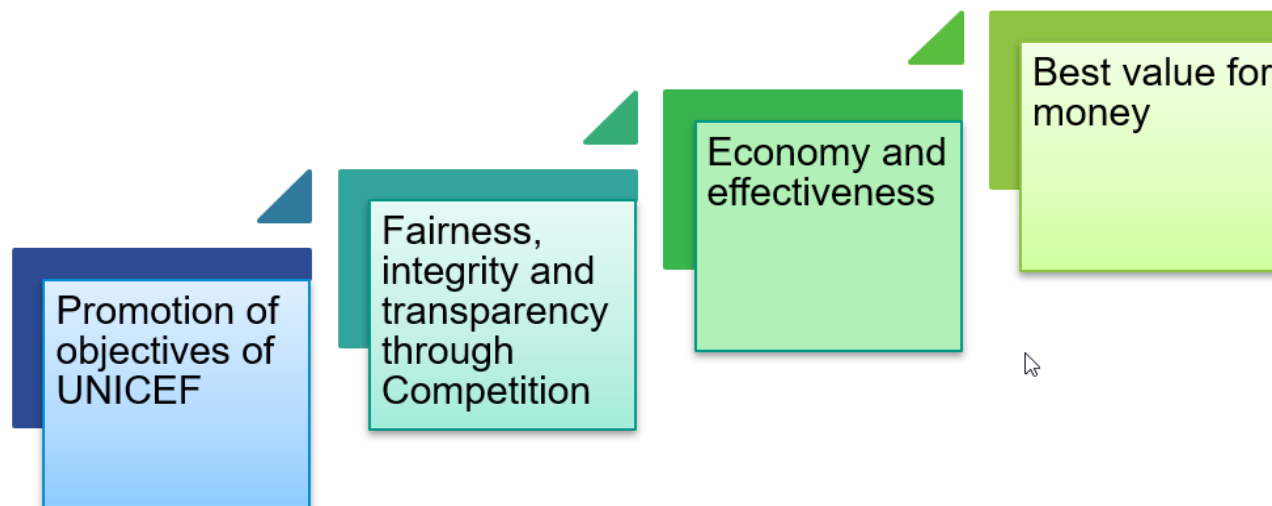 Promotion of
objectives of
UNICEF
Fairness,
integrity and
transparency
through
Competition
Economy and
effectiveness
Best value for
money